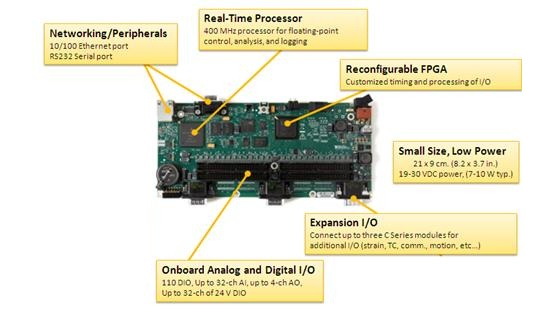 Real-Time Processor
400 MHz processor for floating-point
control, analysis, and logging
Networking/Peripherals
10/100 Ethernet port
RS232 Serial port
Reconfigurable FPGA
Customized timing and processing of I/O
Small Size, Low Power
21 x 9 cm. (8.2 x 3.7 in.)
19-30 VDC power, (7-10 W typ.)
Expansion I/O
Connect up to three C Series modules for
additional I/O (strain, TC, comm., motion, etc...)
Onboard Analog and Digital I/O
110 DIO, Up to 32-ch AI, up to 4-ch AO,
Up to 32-ch of 24 V DIO